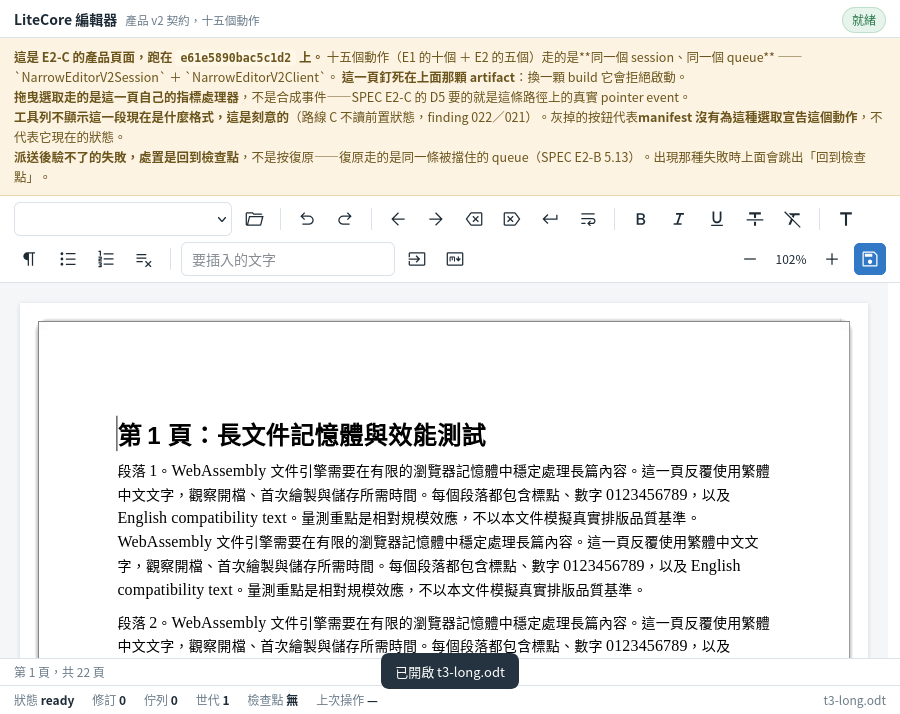 LiteCore 編輯器 產品 v2 契約，十五個動作 就緒
這是 E2-C 的產品頁面，跑在 e61e5890bac5c1d2 上。 十五個動作（E1 的十個 ＋ E2 的五個）走的是**同一個 session、同一個 queue** ——
`NarrowEditorV2Session` ＋ `NarrowEditorV2Client`。 這一頁釘死在上面那顆 artifact：換一顆 build 它會拒絕啟動。
拖曳選取走的是這一頁自己的指標處理器，不是合成事件——SPEC E2-C 的 D5 要的就是這條路徑上的真實 pointer event。
工具列不顯示這一段現在是什麼格式，這是刻意的（路線 C 不讀前置狀態，finding 022／021）。灰掉的按鈕代表manifest 沒有為這種選取宣告這個動作，不
代表它現在的狀態。
派送後驗不了的失敗，處置是回到檢查點，不是按復原——復原走的是同一條被擋住的 queue（SPEC E2-B 5.13）。出現那種失敗時上面會跳出「回到檢查
點」。
要插入的文字 102%
第 1 頁：長文件記憶體與效能測試
段落 1。WebAssembly 文件引擎需要在有限的瀏覽器記憶體中穩定處理長篇內容。這一頁反覆使用繁體
中文文字，觀察開檔、首次繪製與儲存所需時間。每個段落都包含標點、數字 0123456789，以及
English compatibility text。量測重點是相對規模效應，不以本文件模擬真實排版品質基準。
WebAssembly 文件引擎需要在有限的瀏覽器記憶體中穩定處理長篇內容。這一頁反覆使用繁體中文文
字，觀察開檔、首次繪製與儲存所需時間。每個段落都包含標點、數字 0123456789，以及 English
compatibility text。量測重點是相對規模效應，不以本文件模擬真實排版品質基準。
段落 2。WebAssembly 文件引擎需要在有限的瀏覽器記憶體中穩定處理長篇內容。這一頁反覆使用繁體
中文文字，觀察開檔、首次繪製與儲存所需時間。每個段落都包含標點、數字 0123456789，以及
第 1 頁，共 22 頁
已開啟 t3-long.odt
狀態 ready 修訂 0 佇列 0 世代 1 檢查點 無 上次操作 — t3-long.odt